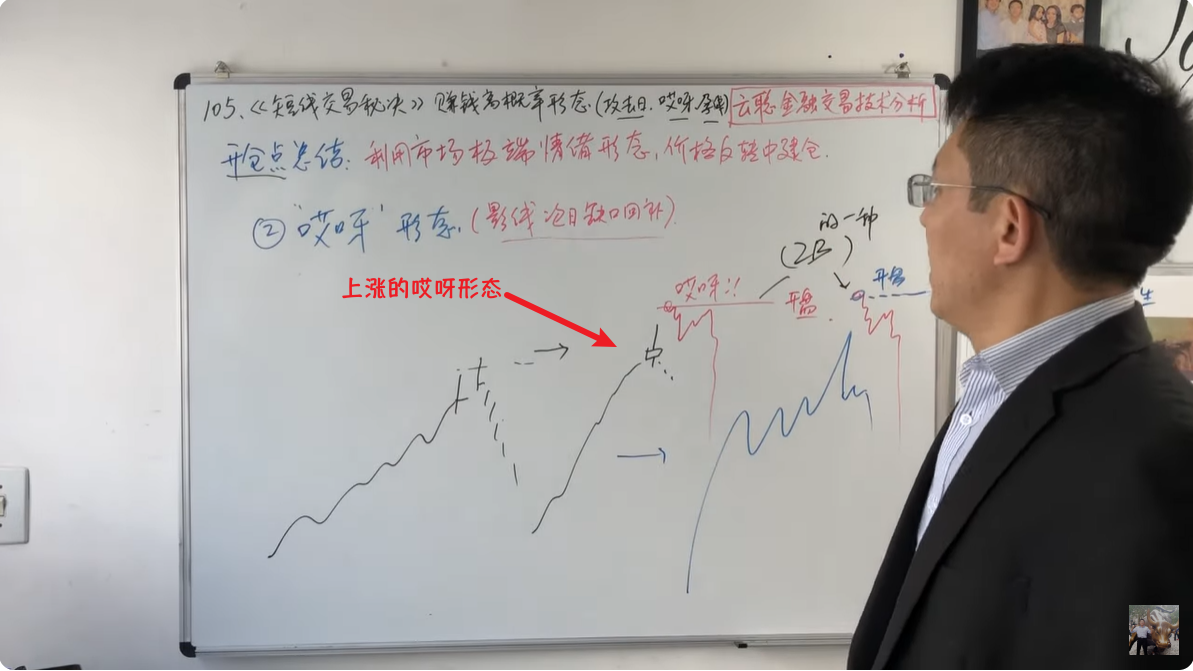 105、《短线交易秘决》赚钱高概率形态(攻击日、哎呀、孕线) 云聪金融交易技术分析
开仓点总结：利用市场极端情绪形态，价格反转中建仓.
② "哎呀" 形态.(影线 次日缺口回补).
的一种
(2B)
上涨的哎呀形态
哎呀!!
开盘.
开盘
生